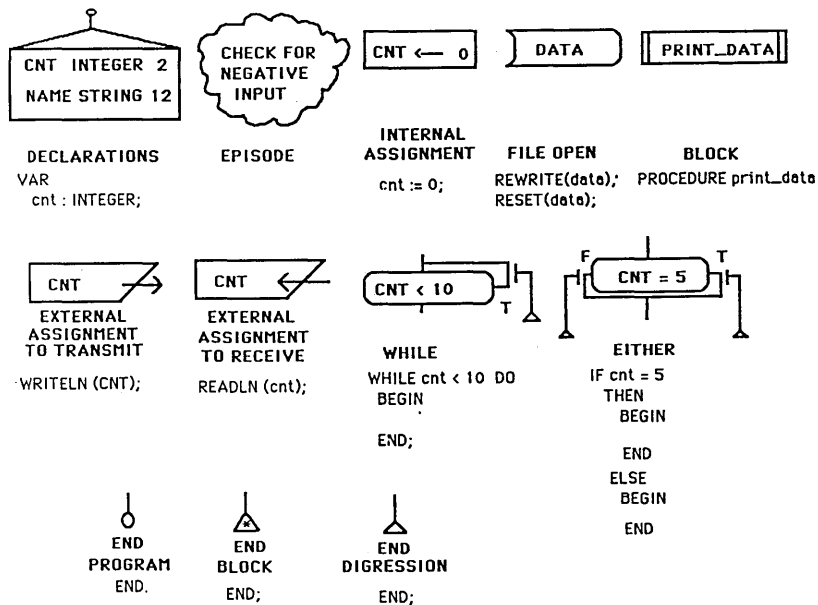 CNT INTEGER 2
NAME STRING 12
DECLARATIONS
VAR
cnt : INTEGER;
CHECK FOR
NEGATIVE
INPUT
EPISODE
CNT ← 0
INTERNAL
ASSIGNMENT
cnt := 0;
DATA
FILE OPEN
REWRITE(data);
RESET(data);
PRINT_DATA
BLOCK
PROCEDURE print_data
CNT
EXTERNAL
ASSIGNMENT
TO TRANSMIT
WRITELN (CNT);
CNT
EXTERNAL
ASSIGNMENT
TO RECEIVE
READLN (cnt);
CNT < 10
T
WHILE
WHILE cnt < 10 DO
BEGIN
END;
F
CNT = 5
T
EITHER
IF cnt = 5
THEN
BEGIN
END
ELSE
BEGIN
END
END
PROGRAM
END.
*
END
BLOCK
END;
END
DIGRESSION
END;